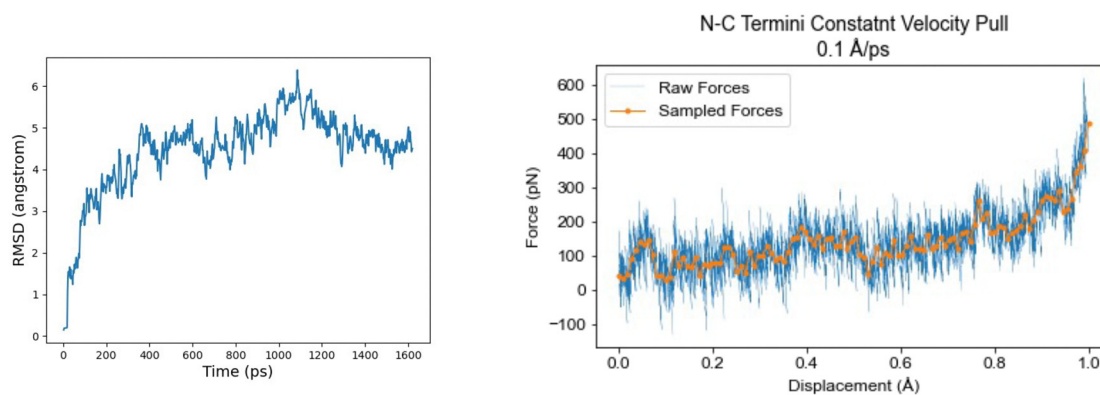 RMSD (angstrom)
6
5
4
3
2
1
0
0 200 400 600 800 1000 1200 1400 1600
Time (ps)
N-C Termini Constatnt Velocity Pull
0.1 Å/ps
Raw Forces
Sampled Forces
Force (pN)
600
500
400
300
200
100
0
−100
0.0 0.2 0.4 0.6 0.8 1.0
Displacement (Å)